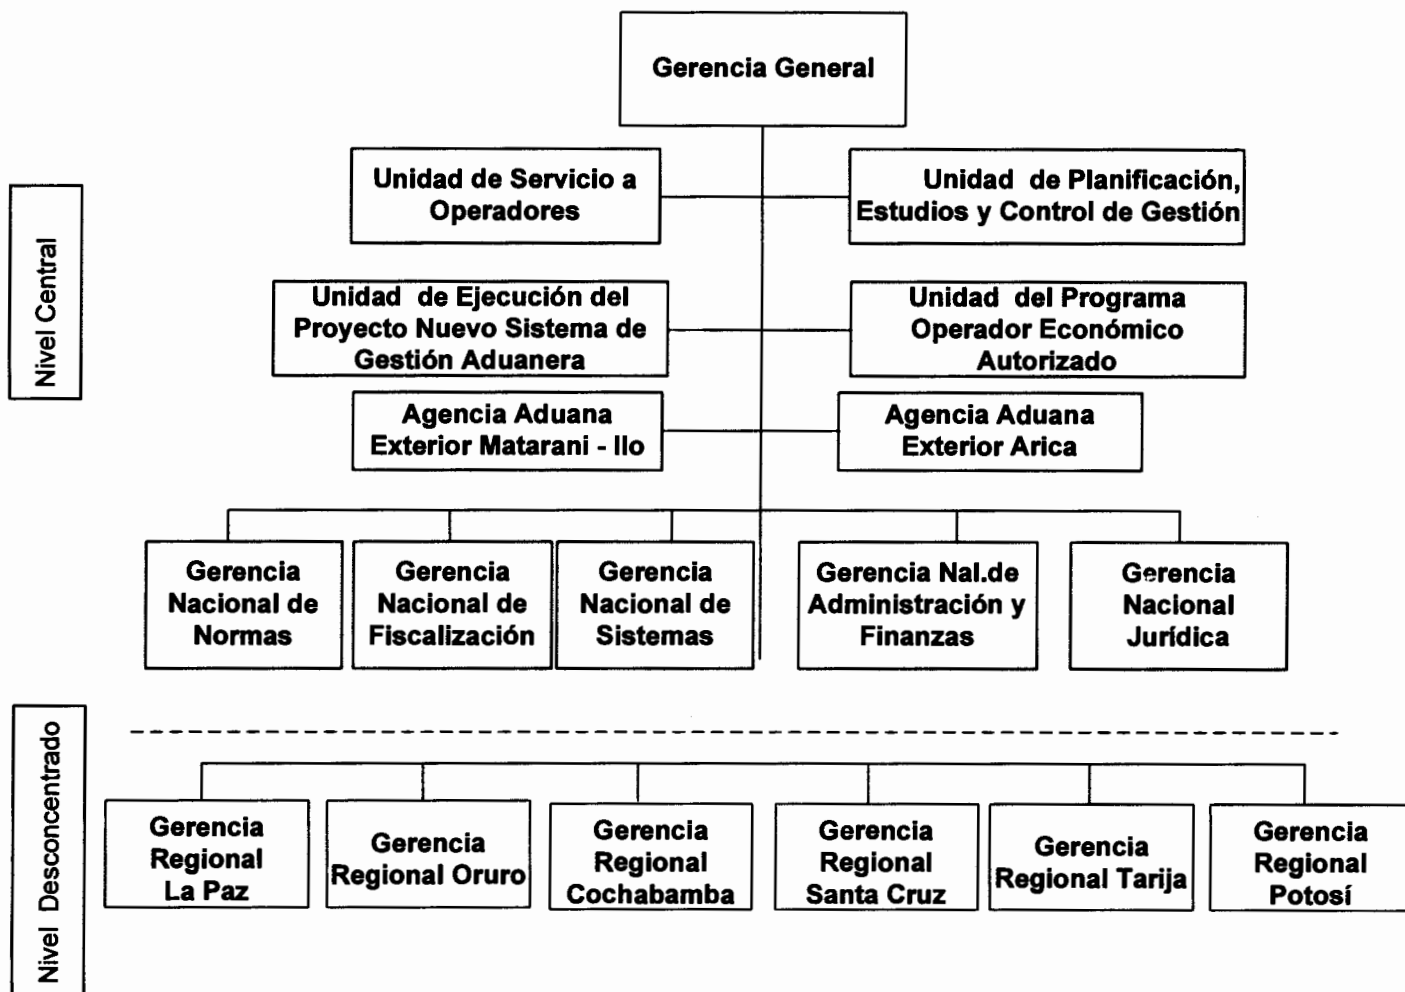 Gerencia General
Unidad de Servicio a
Operadores
Unidad de Planificación,
Estudios y Control de Gestión
Nivel Central
Unidad de Ejecución del
Proyecto Nuevo Sistema de
Gestión Aduanera
Unidad del Programa
Operador Económico
Autorizado
Agencia Aduana
Exterior Matarani - Ilo
Agencia Aduana
Exterior Arica
Gerencia
Nacional de
Normas
Gerencia
Nacional de
Fiscalización
Gerencia
Nacional de
Sistemas
Gerencia Nal.de
Administración y
Finanzas
Gerencia
Nacional
Jurídica
Nivel Desconcentrado
Gerencia
Regional
La Paz
Gerencia
Regional Oruro
Gerencia
Regional
Cochabamba
Gerencia
Regional
Santa Cruz
Gerencia
Regional Tarija
Gerencia
Regional
Potosí